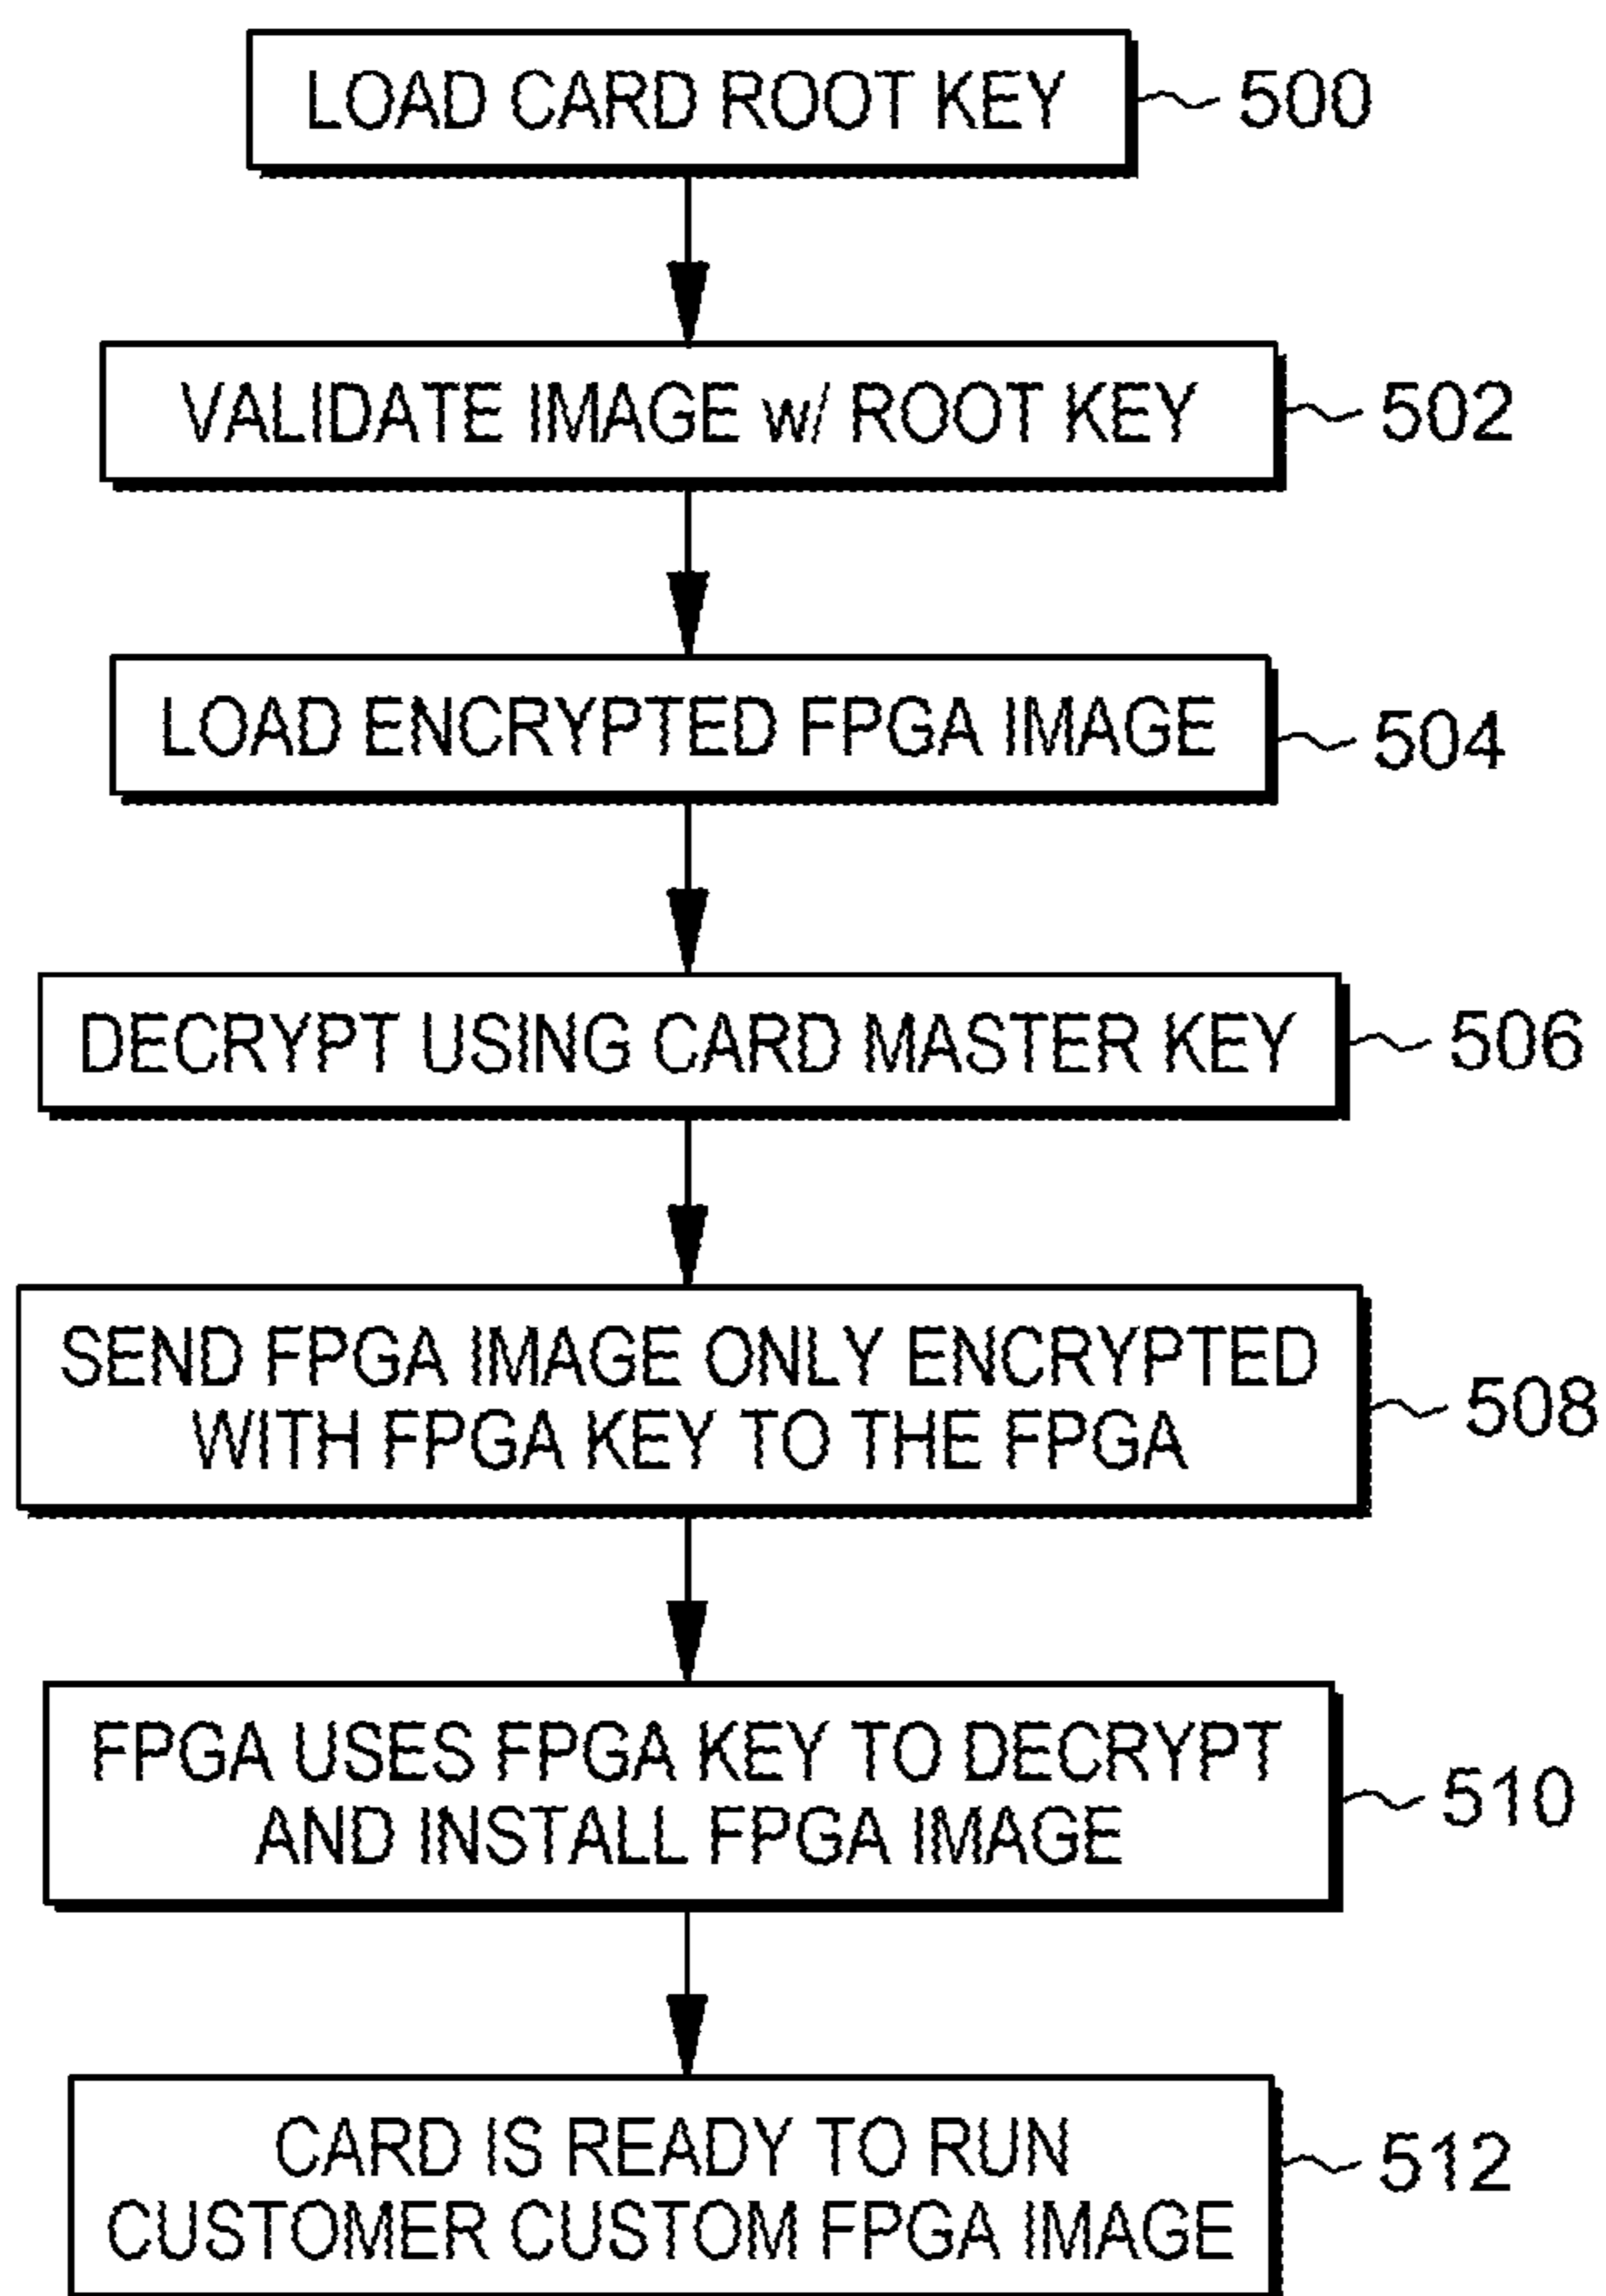 LOAD CARD ROOT KEY
500
VALIDATE IMAGE w/ ROOT KEY
502
LOAD ENCRYPTED FPGA IMAGE
504
DECRYPT USING CARD MASTER KEY
506
SEND FPGA IMAGE ONLY ENCRYPTED
WITH FPGA KEY TO THE FPGA
508
FPGA USES FPGA KEY TO DECRYPT
AND INSTALL FPGA IMAGE
510
CARD IS READY TO RUN
CUSTOMER CUSTOM FPGA IMAGE
512